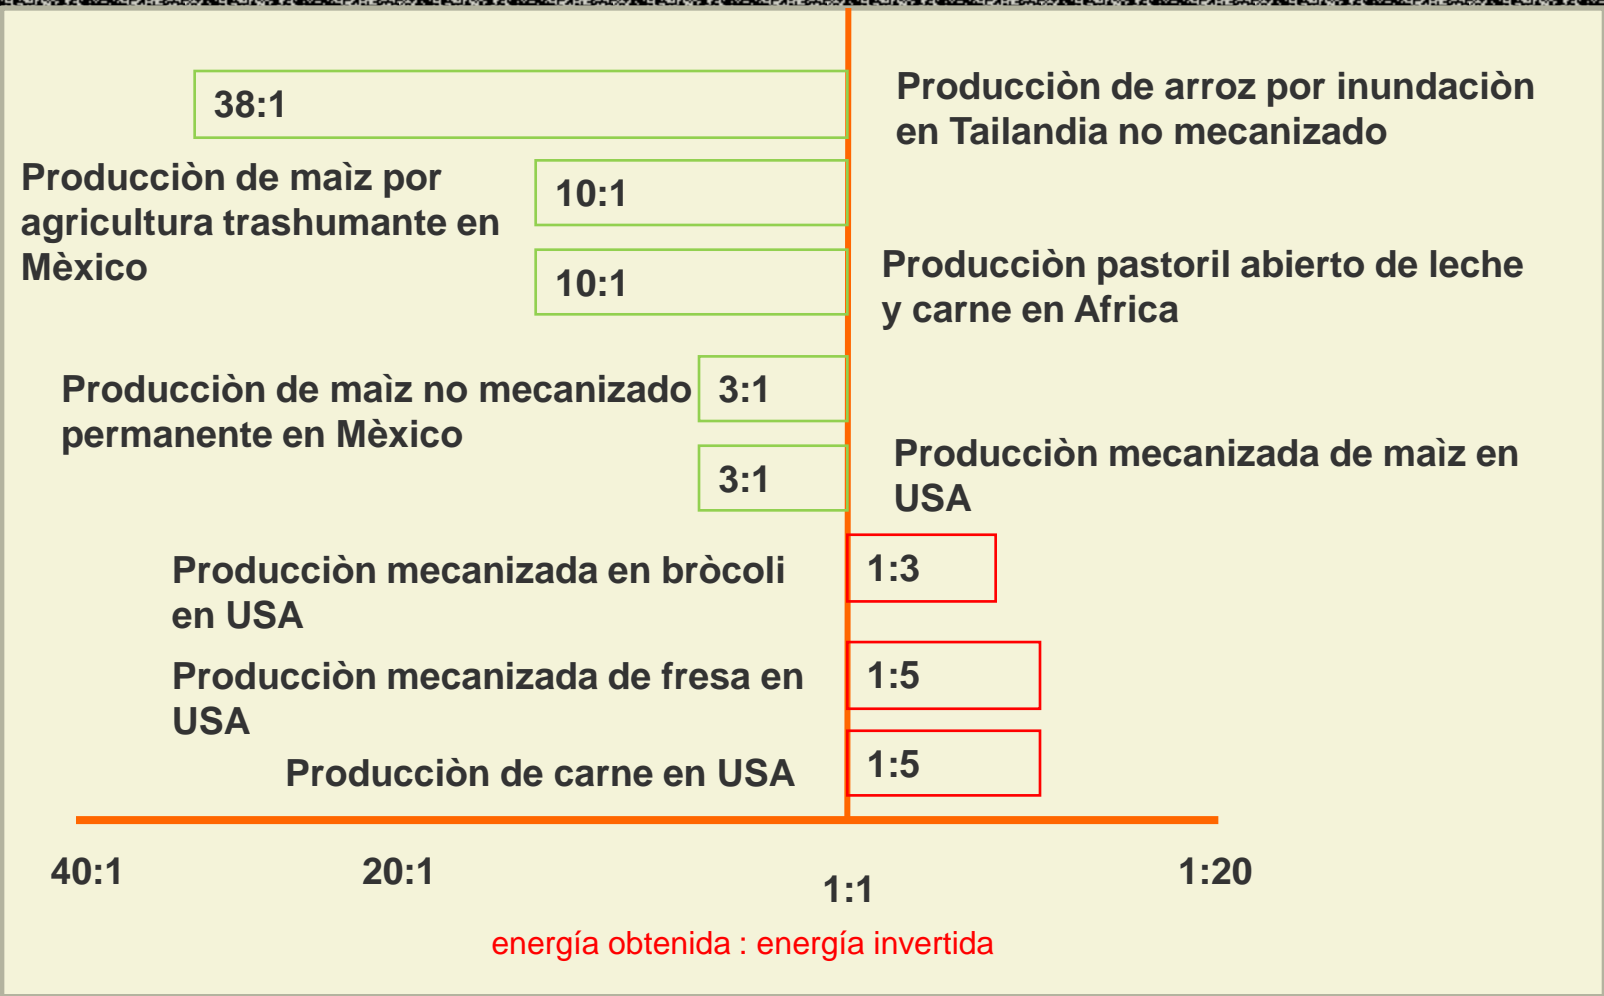 38:1
Producciòn de arroz por inundaciòn
en Tailandia no mecanizado
Producciòn de maìz por
agricultura trashumante en
Mèxico
10:1
10:1
Producciòn pastoril abierto de leche
y carne en Africa
Producciòn de maìz no mecanizado
permanente en Mèxico
3:1
3:1
Producciòn mecanizada de maìz en
USA
Producciòn mecanizada en bròcoli
en USA
1:3
Producciòn mecanizada de fresa en
USA
1:5
Producciòn de carne en USA
1:5
40:1
20:1
1:1
1:20
energía obtenida : energía invertida